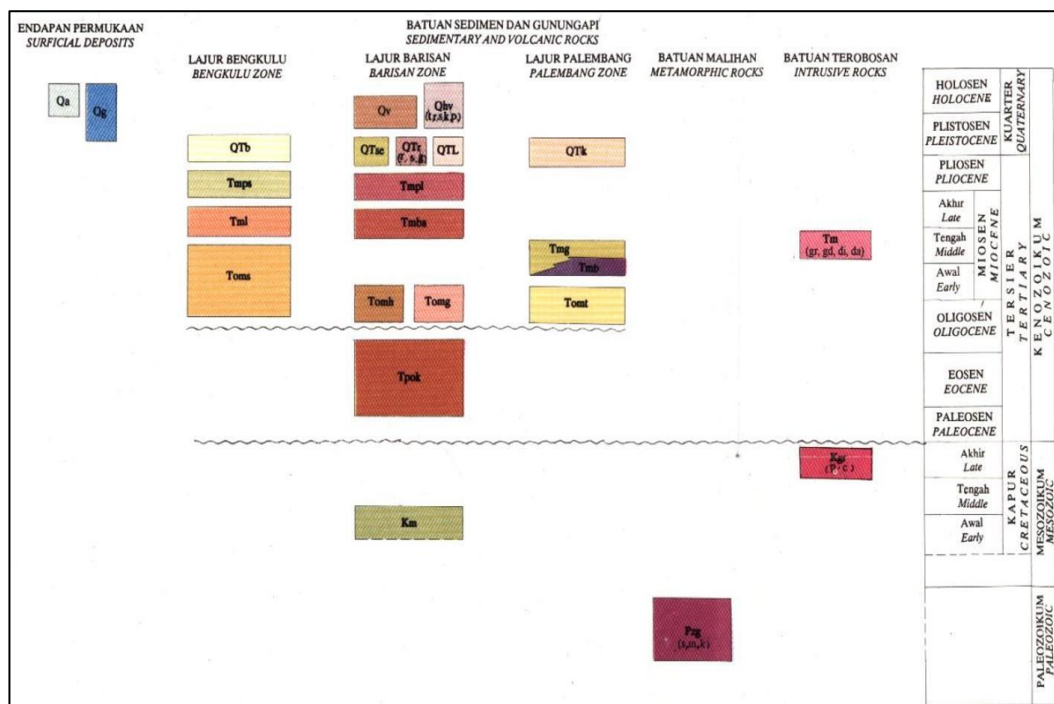 ENDAPAN PERMUKAAN
SURFICIAL DEPOSITS
BATUAN SEDIMEN DAN GUNUNGAPI
SEDIMENTARY AND VOLCANIC ROCKS
LAJUR BENGKULU
BENGKULU ZONE
LAJUR BARISAN
BARISAN ZONE
LAJUR PALEMBANG
PALEMBANG ZONE
BATUAN MALIHAN
METAMORPHIC ROCKS
BATUAN TEROBOSAN
INTRUSIVE ROCKS
Qa
Qg
Qv
Qhv
QTb
QTse
QTr
QTL
QTk
Tmps
Tmpl
Tml
Tmba
Toms
Tmg
Tmb
Tm
(gr, gd, di, da)
Tomh
Tomg
Tomt
Tpok
Kgr
Km
Pzg
(s,m,k)
HOLOSEN
HOLOCENE
PLISTOSEN
PLEISTOCENE
PLIOSEN
PLIOCENE
Akhir
Late
Tengah
Middle
Awal
Early
MIOSEN
MIOCENE
OLIGOSEN
OLIGOCENE
EOSEN
EOCENE
PALEOSEN
PALEOCENE
Akhir
Late
Tengah
Middle
Awal
Early
KUARTER
QUATERNARY
TERSIER
TERTIARY
KAPUR
CRETACEOUS
KENOZOIKUM
CENOZOIC
MESOZOIKUM
MESOZOIC
PALEOZOIKUM
PALEOZOIC